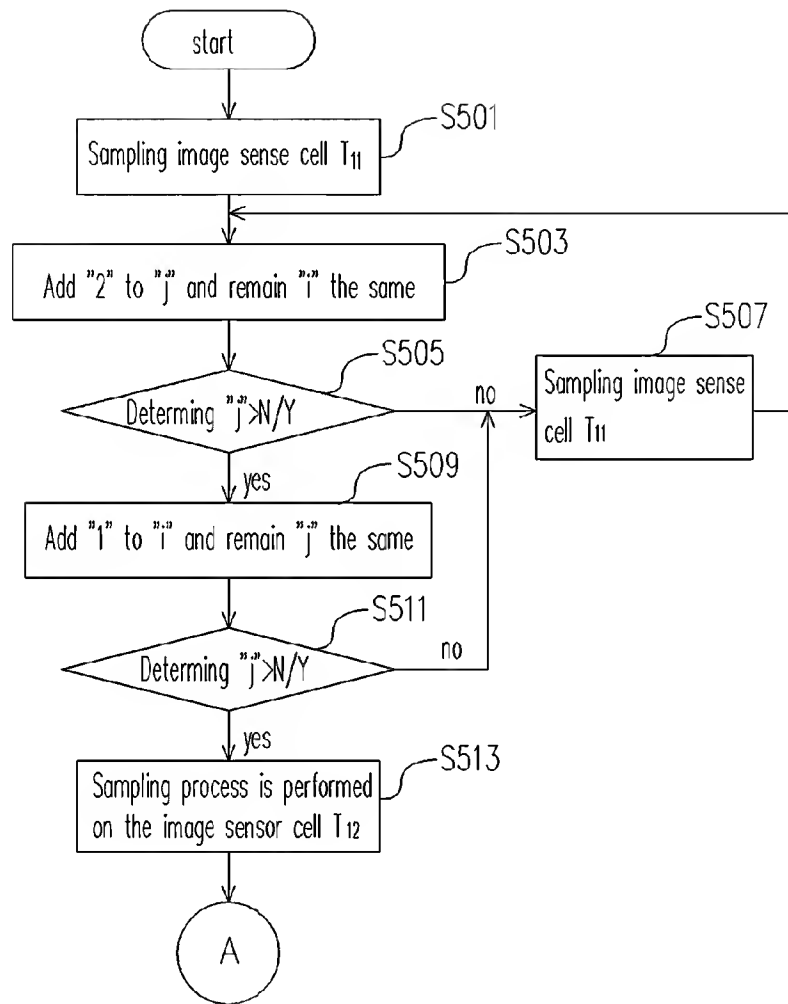 start
S501
Sampling image sense cell T11
S503
Add "2" to "j" and remain "i" the same
S505
Determing "j">N/Y
no
S507
Sampling image sense
cell T11
yes
S509
Add "1" to "i" and remain "j" the same
S511
Determing "j">N/Y
no
yes
S513
Sampling process is performed
on the image sensor cell T12
A